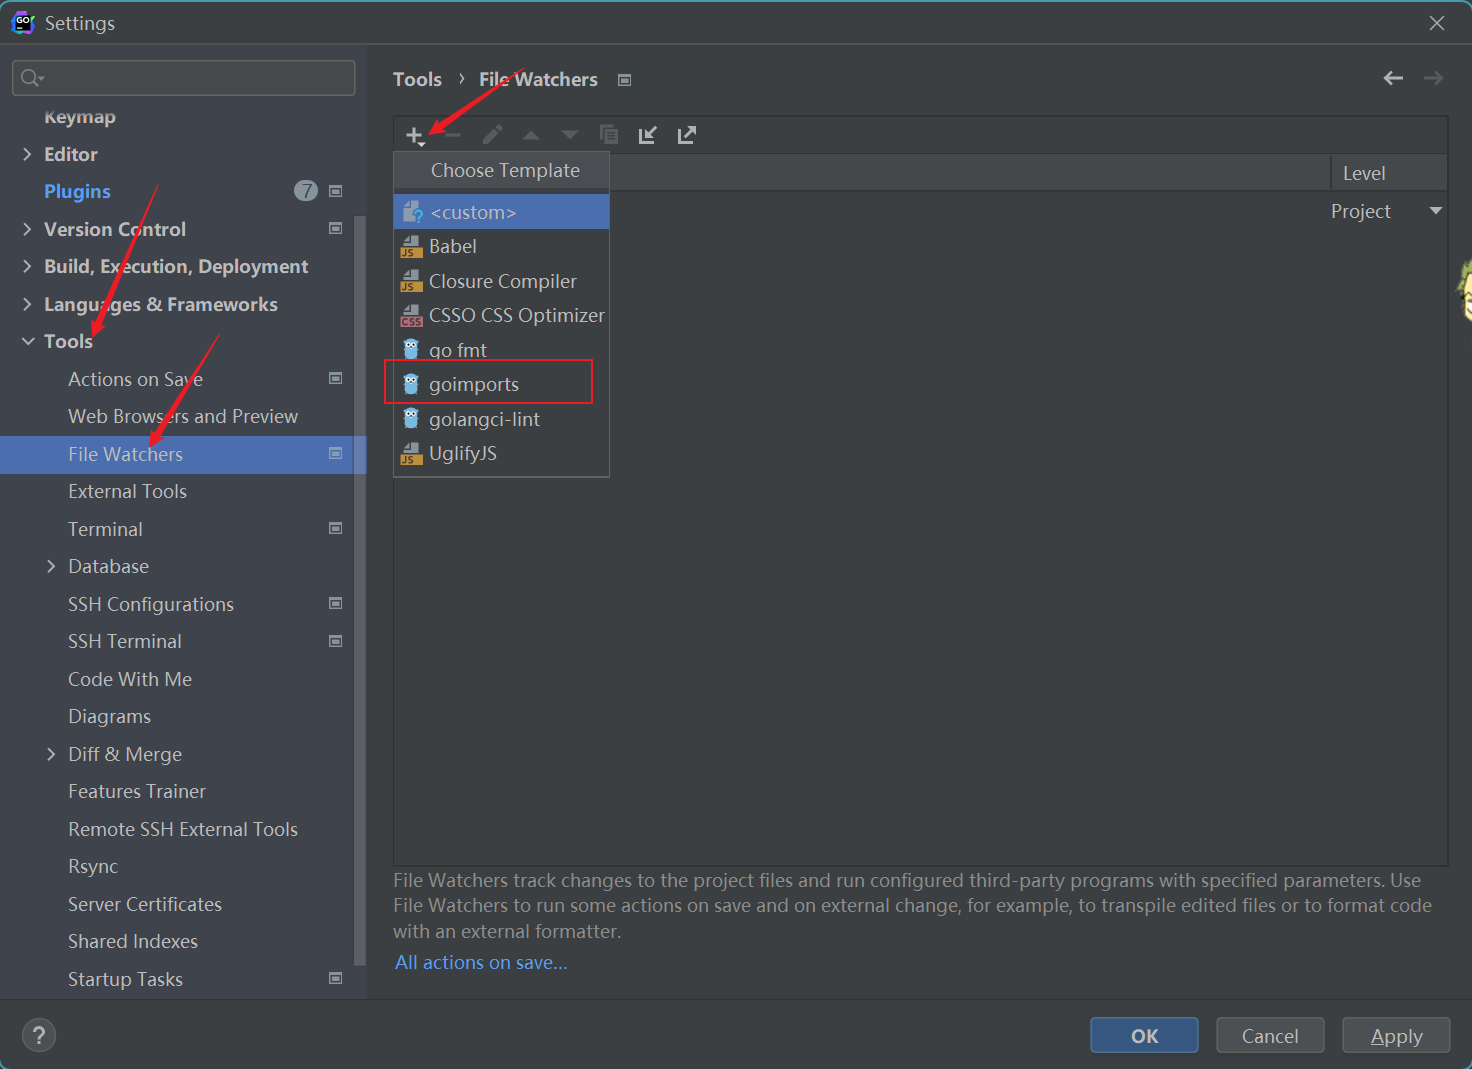 GO
Settings
Keymap
Editor
Plugins 7
Version Control
Build, Execution, Deployment
Languages & Frameworks
Tools
Actions on Save
Web Browsers and Preview
File Watchers
External Tools
Terminal
Database
SSH Configurations
SSH Terminal
Code With Me
Diagrams
Diff & Merge
Features Trainer
Remote SSH External Tools
Rsync
Server Certificates
Shared Indexes
Startup Tasks
Tools › File Watchers
Choose Template
Level
<custom>
Project
JS Babel
JS Closure Compiler
CSS CSSO CSS Optimizer
go fmt
goimports
golangci-lint
JS UglifyJS
File Watchers track changes to the project files and run configured third-party programs with specified parameters. Use
File Watchers to run some actions on save and on external change, for example, to transpile edited files or to format code
with an external formatter.
All actions on save...
?
OK
Cancel
Apply